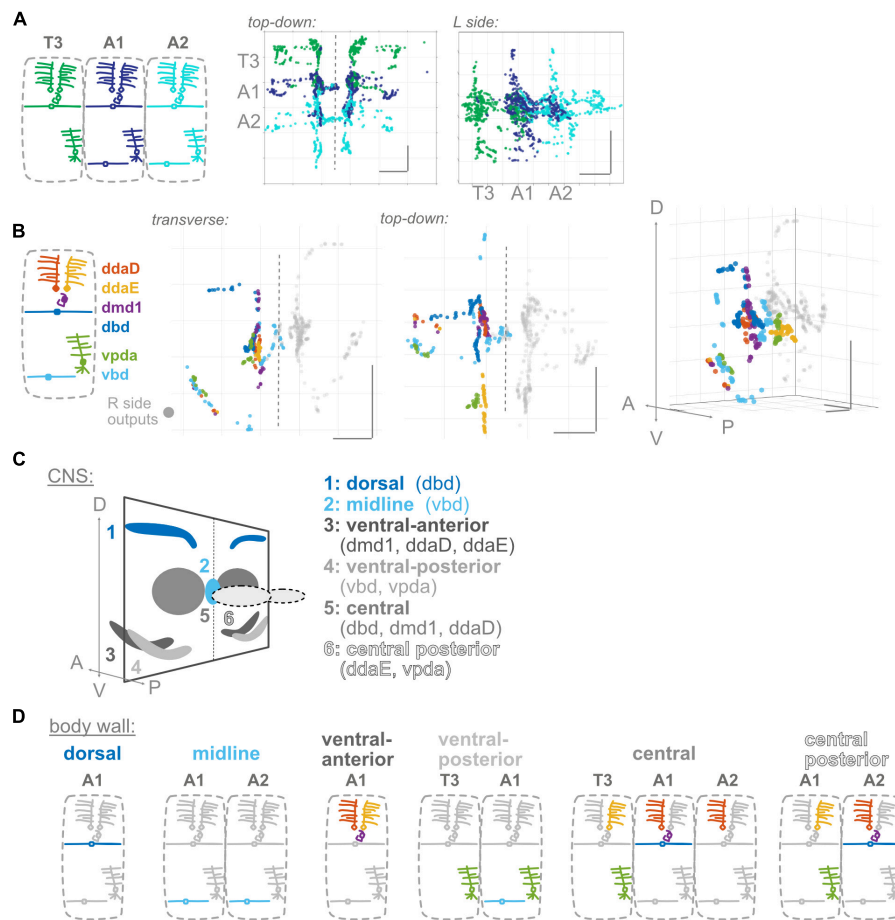 A
T3 A1 A2
top-down:
T3
A1
A2
L side:
T3 A1 A2
B
ddaD
ddaE
dmd1
dbd
vpda
vbd
R side
outputs
transverse:
top-down:
D
A
V
P
C
CNS:
D
1
2
5
6
3
4
A
V
P
1: dorsal (dbd)
2: midline (vbd)
3: ventral-anterior
(dmd1, ddaD, ddaE)
4: ventral-posterior
(vbd, vpda)
5: central
(dbd, dmd1, ddaD)
6: central posterior
(ddaE, vpda)
D
body wall:
dorsal
A1
midline
A1 A2
ventral-
anterior
A1
ventral-
posterior
T3 A1
central
T3 A1 A2
central
posterior
A1 A2